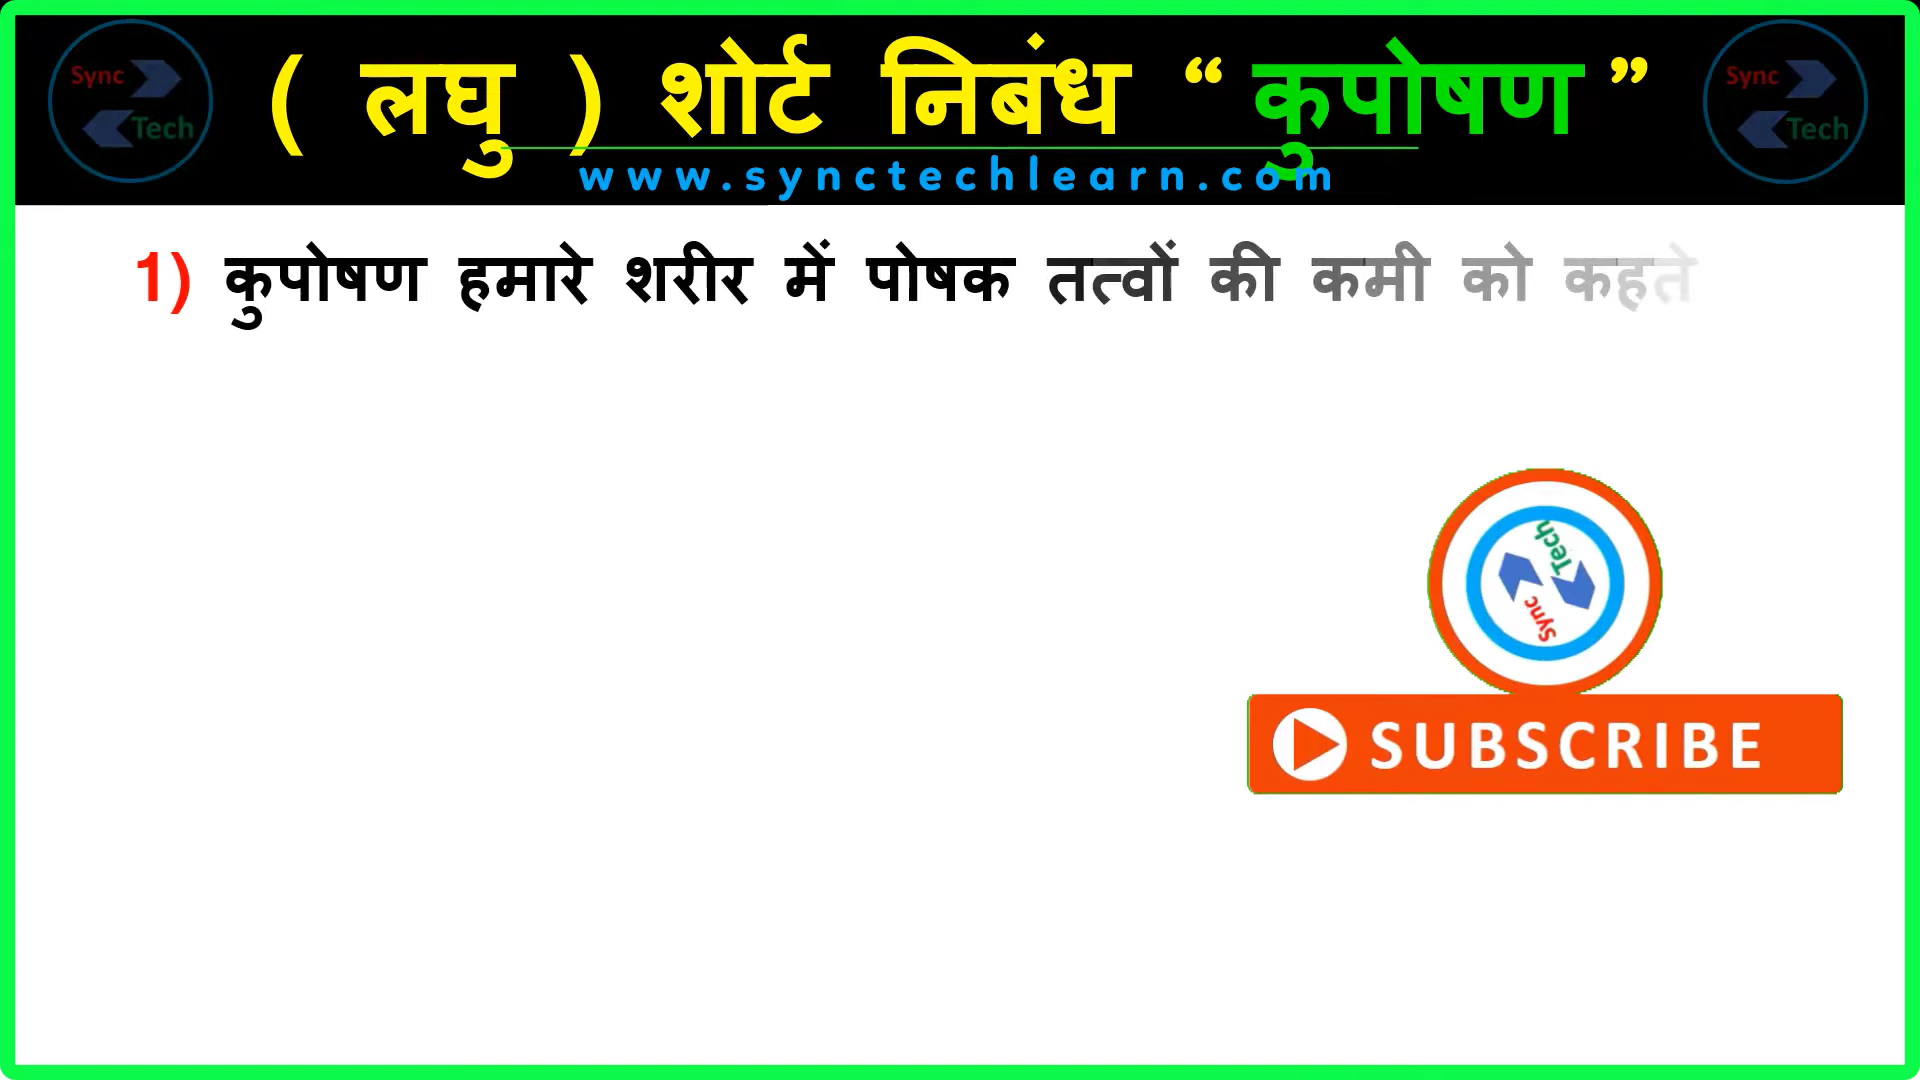 Sync
Tech
( लघु ) शोर्ट निबंध “ कुपोषण ”
www.synctechlearn.com
Sync
Tech
1) कुपोषण हमारे शरीर में पोषक तत्वों की कमी को कहते
Tech
Sync
SUBSCRIBE